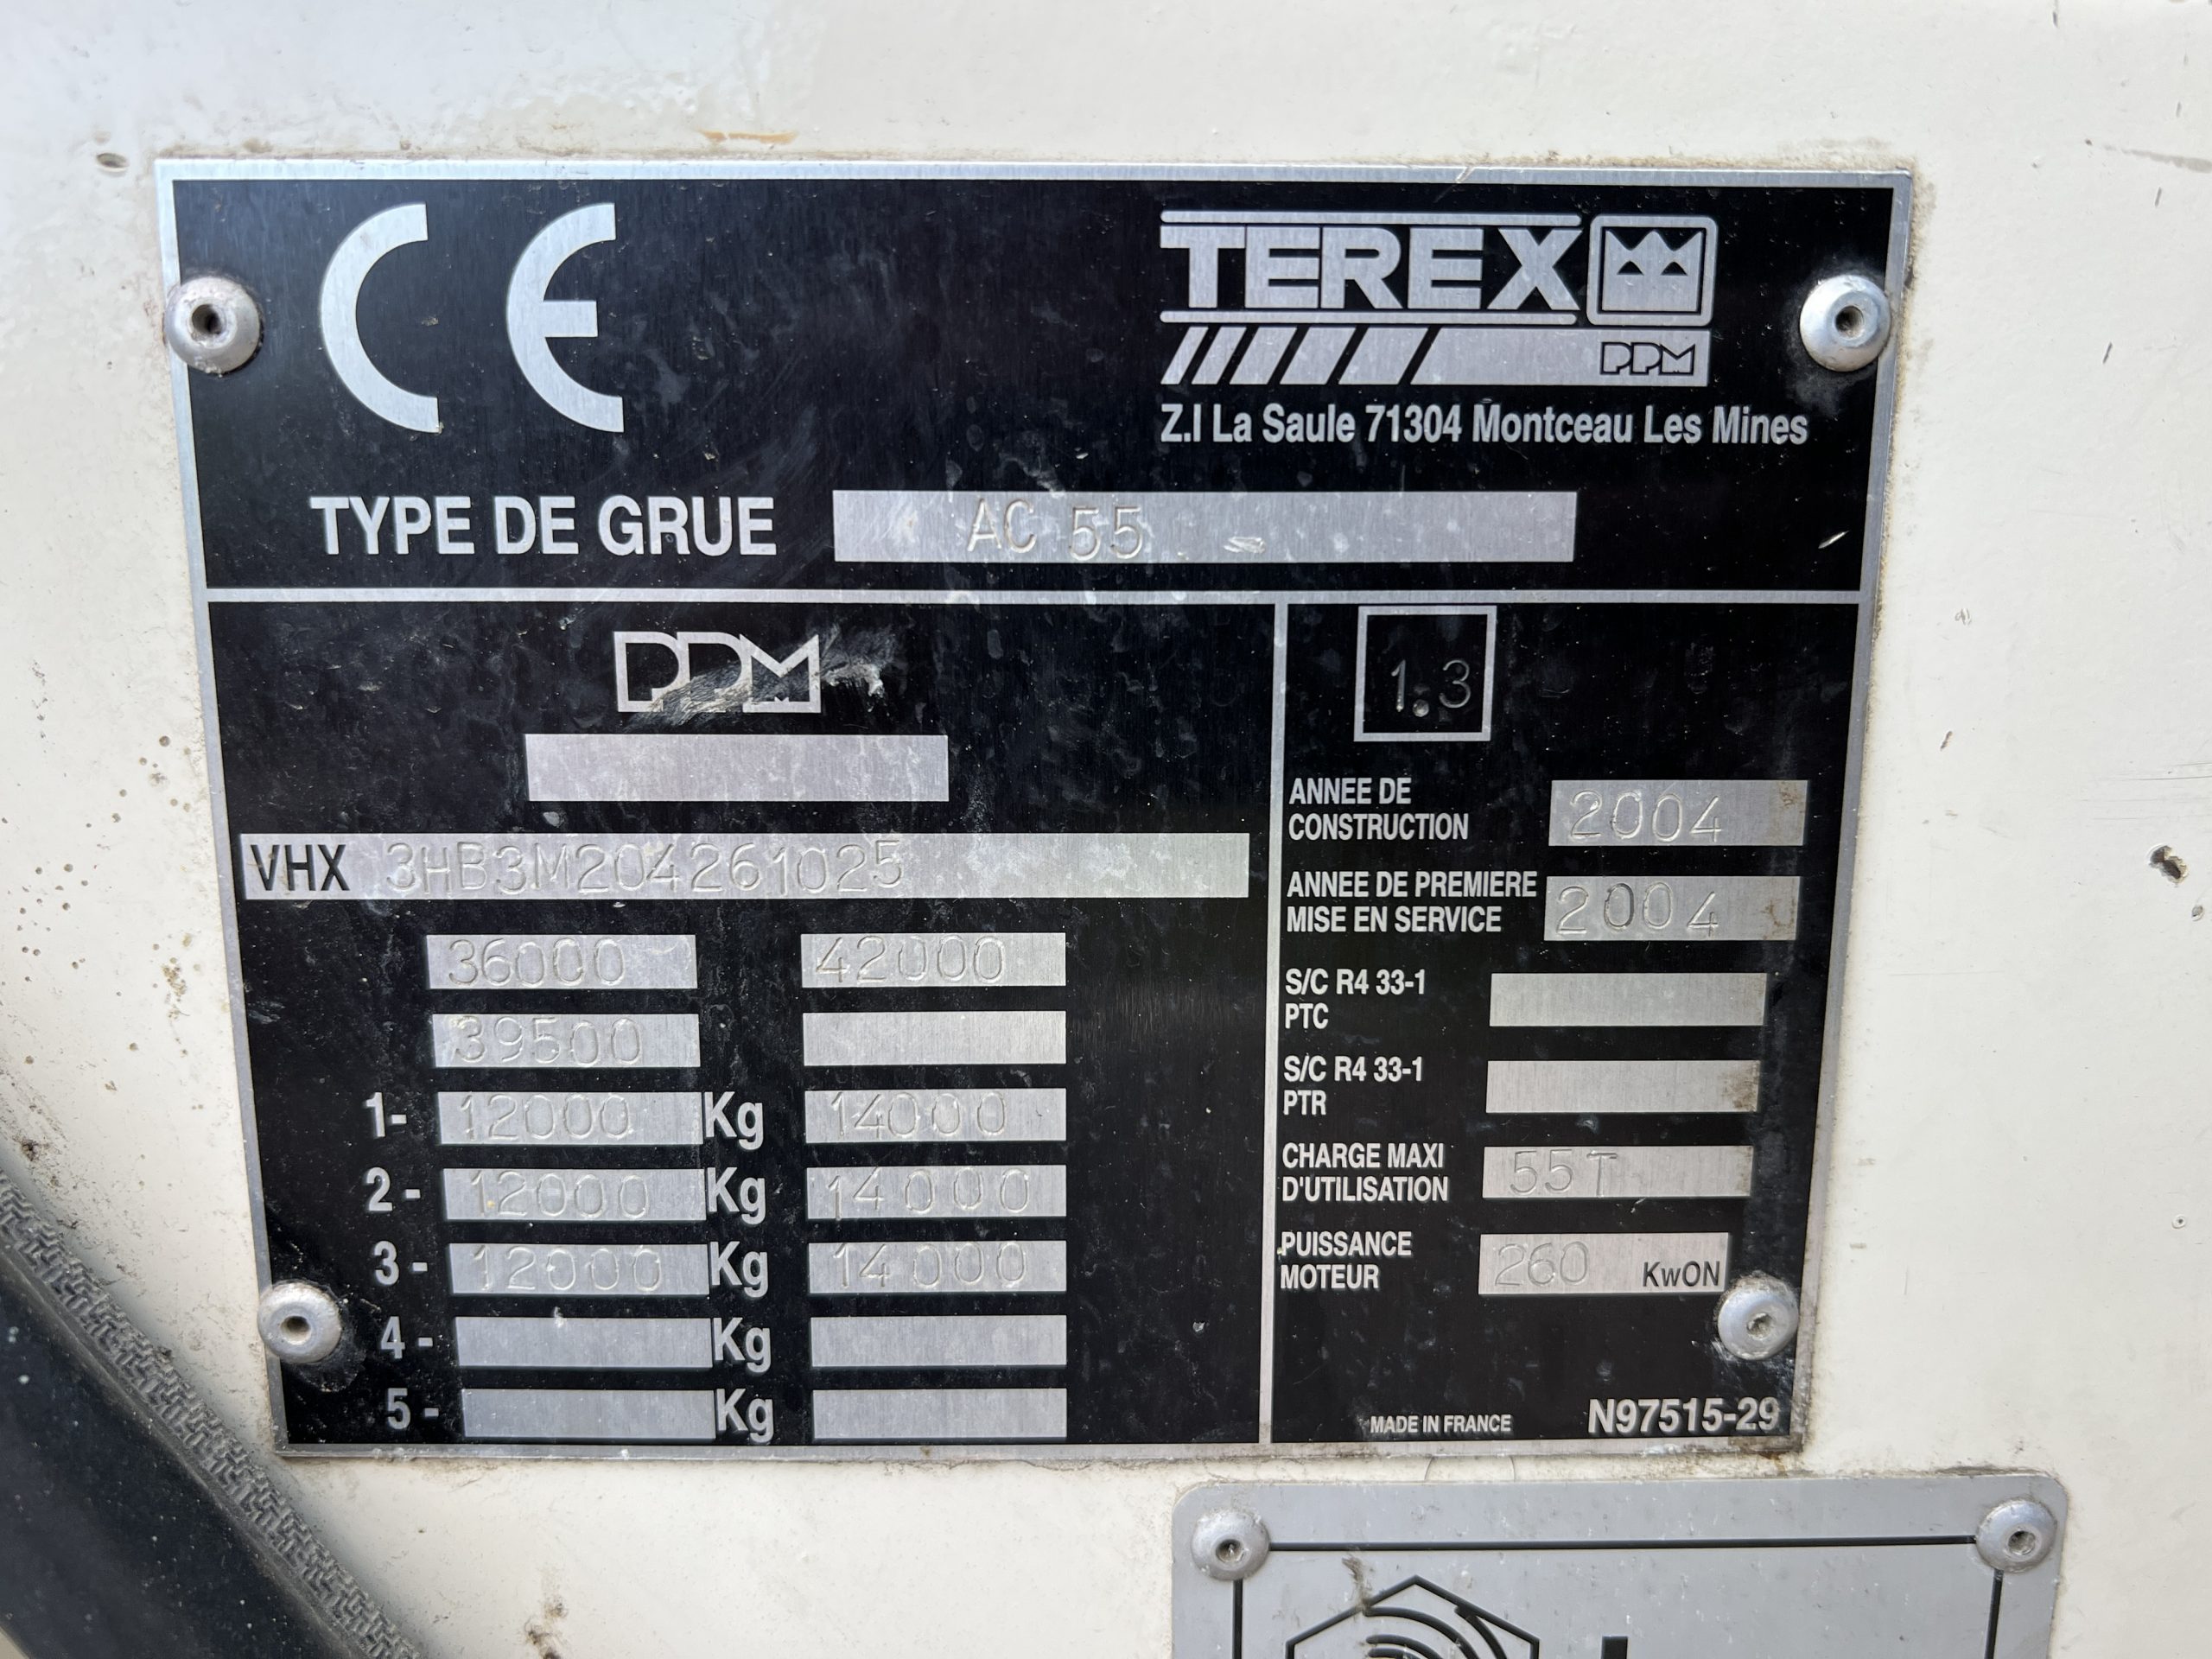 CE
TEREX
PPM
Z.I La Saule 71304 Montceau Les Mines
TYPE DE GRUE AC 55
PPM
VHX 3HB3M204261025
36000 42000
39500
1- 12000 Kg 14000
2- 12000 Kg 14000
3- 12000 Kg 14000
4- Kg
5- Kg
1.3
ANNEE DE
CONSTRUCTION 2004
ANNEE DE PREMIERE
MISE EN SERVICE 2004
S/C R4 33-1
PTC
S/C R4 33-1
PTR
CHARGE MAXI
D'UTILISATION 55T
PUISSANCE
MOTEUR 260 KwON
MADE IN FRANCE N97515-29